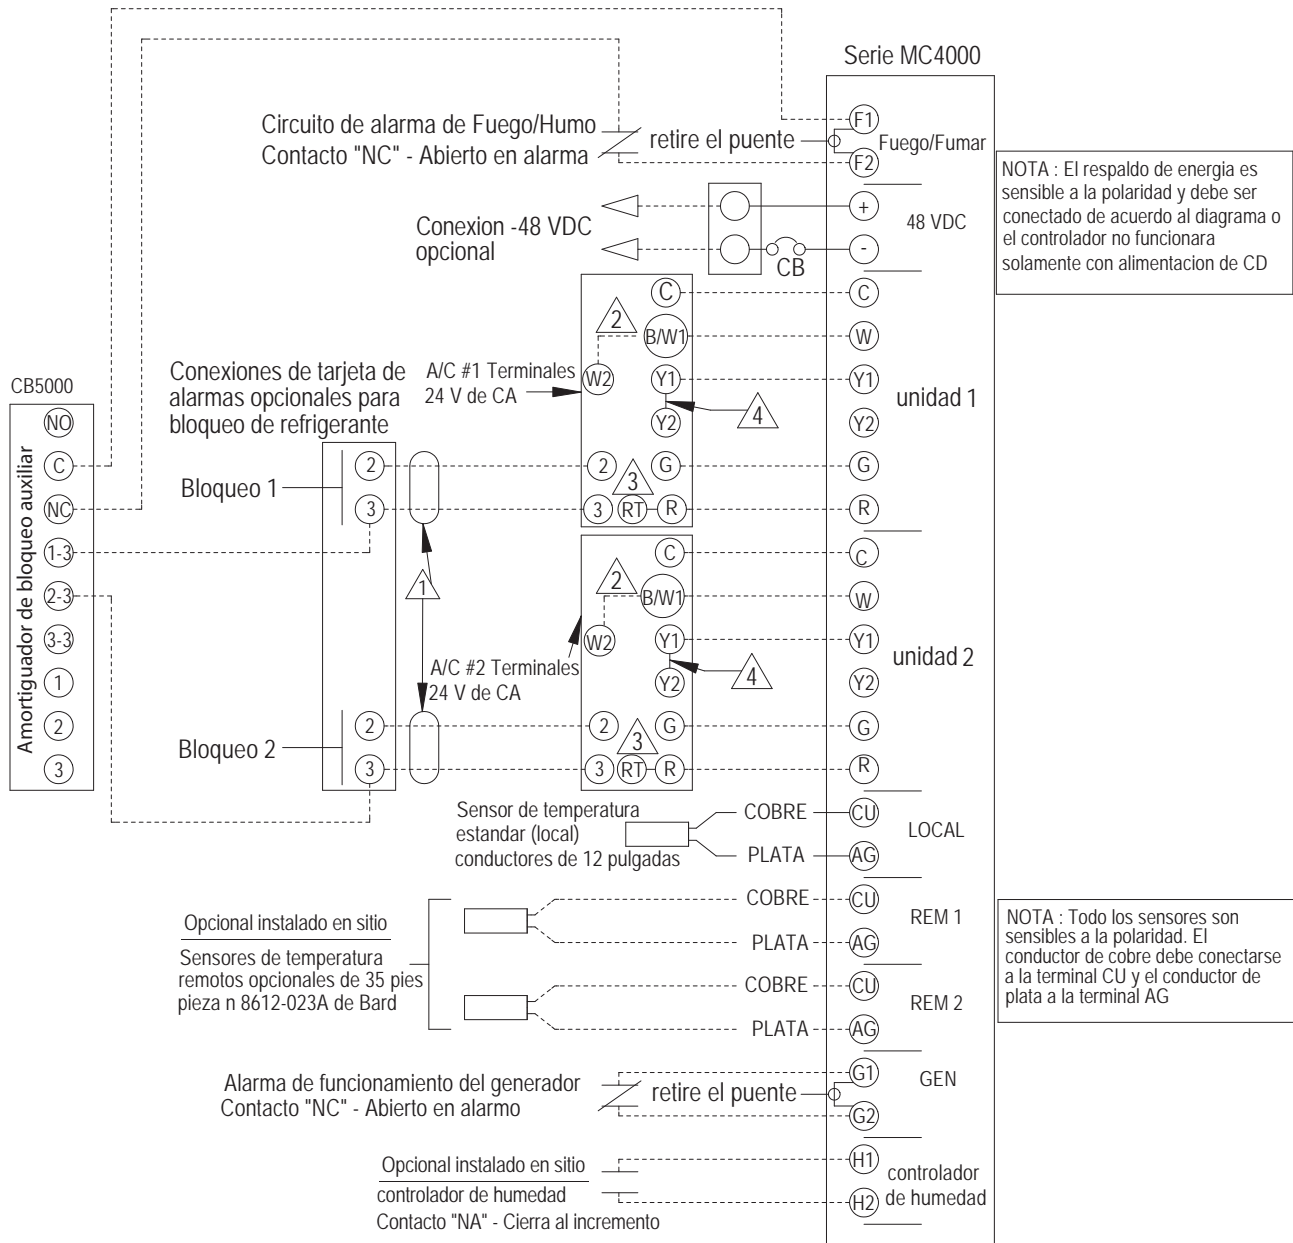 Serie MC4000
F1
Circuito de alarma de Fuego/Humo
Contacto "NC" - Abierto en alarma
retire el puente
Fuego/Fumar
F2
NOTA : El respaldo de energia es
sensible a la polaridad y debe ser
conectado de acuerdo al diagrama o
el controlador no funcionara
solamente con alimentacion de CD
Conexion -48 VDC
opcional
+
48 VDC
-
CB
C
C
2
B/W1
W
CB5000
Conexiones de tarjeta de
alarmas opcionales para
bloqueo de refrigerante
A/C #1 Terminales
24 V de CA
W2
Y1
Y1
unidad 1
4
Y2
Y2
Amortiguador de bloqueo auxiliar
NO
C
NC
1-3
2-3
3-3
1
2
3
Bloqueo 1
2
3
2
3
G
G
3
RT
R
R
C
C
1
2
B/W1
W
W2
Y1
Y1
unidad 2
A/C #2 Terminales
24 V de CA
4
Y2
Y2
Bloqueo 2
2
3
2
3
G
G
3
RT
R
R
Sensor de temperatura
estandar (local)
conductores de 12 pulgadas
COBRE
CU
LOCAL
PLATA
AG
Opcional instalado en sitio
Sensores de temperatura
remotos opcionales de 35 pies
pieza n 8612-023A de Bard
COBRE
CU
REM 1
PLATA
AG
COBRE
CU
REM 2
PLATA
AG
NOTA : Todo los sensores son
sensibles a la polaridad. El
conductor de cobre debe conectarse
a la terminal CU y el conductor de
plata a la terminal AG
Alarma de funcionamiento del generador
Contacto "NC" - Abierto en alarmo
retire el puente
G1
GEN
G2
Opcional instalado en sitio
controlador de humedad
Contacto "NA" - Cierra al incremento
H1
controlador
de humedad
H2